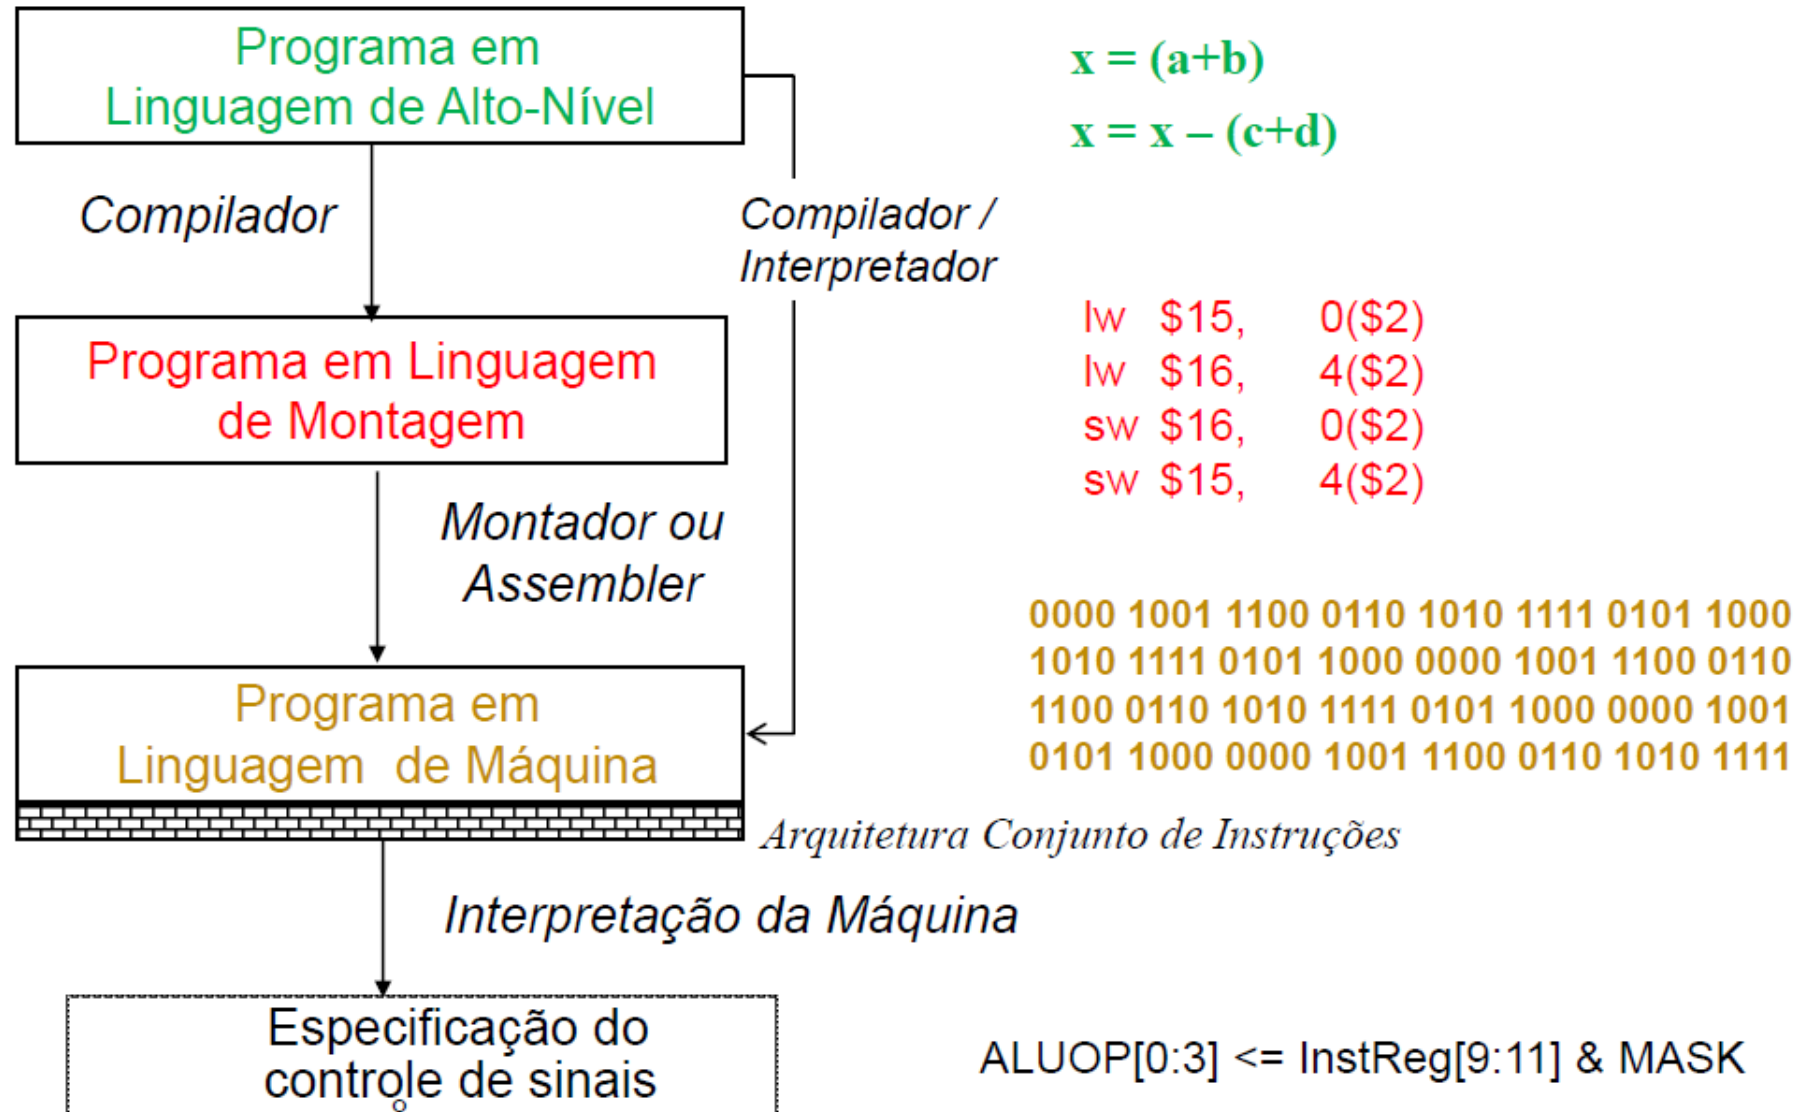 Programa em
Linguagem de Alto-Nível
x = (a+b)
x = x – (c+d)
Compilador
Compilador /
Interpretador
Programa em Linguagem
de Montagem
lw $15, 0($2)
lw $16, 4($2)
sw $16, 0($2)
sw $15, 4($2)
Montador ou
Assembler
0000 1001 1100 0110 1010 1111 0101 1000
1010 1111 0101 1000 0000 1001 1100 0110
1100 0110 1010 1111 0101 1000 0000 1001
0101 1000 0000 1001 1100 0110 1010 1111
Programa em
Linguagem de Máquina
Arquitetura Conjunto de Instruções
Interpretação da Máquina
Especificação do
controle de sinais
ALUOP[0:3] <= InstReg[9:11] & MASK